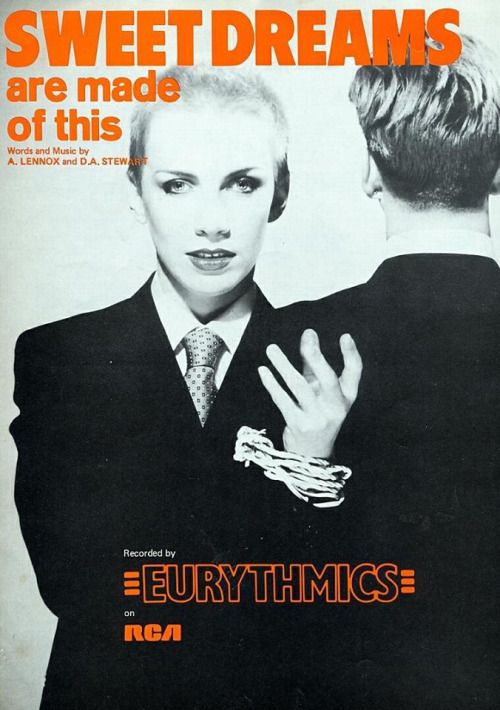 SWEET DREAMS
are made
of this
Words and Music by
A. LENNOX and D.A. STEWART
Recorded by
EURYTHMICS
on
RCA